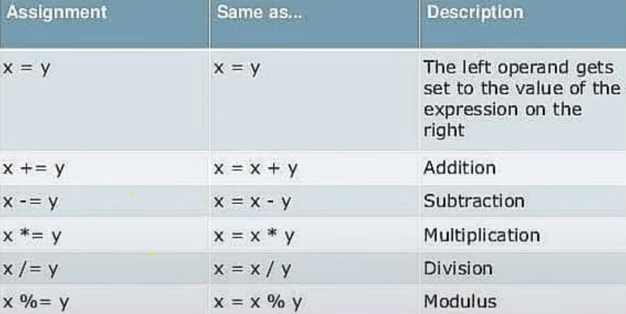 Assignment Same as... Description
x = y x = y The left operand gets
set to the value of the
expression on the
right
x += y x = x + y Addition
x -= y x = x - y Subtraction
x *= y x = x * y Multiplication
x /= y x = x / y Division
x %= y x = x % y Modulus